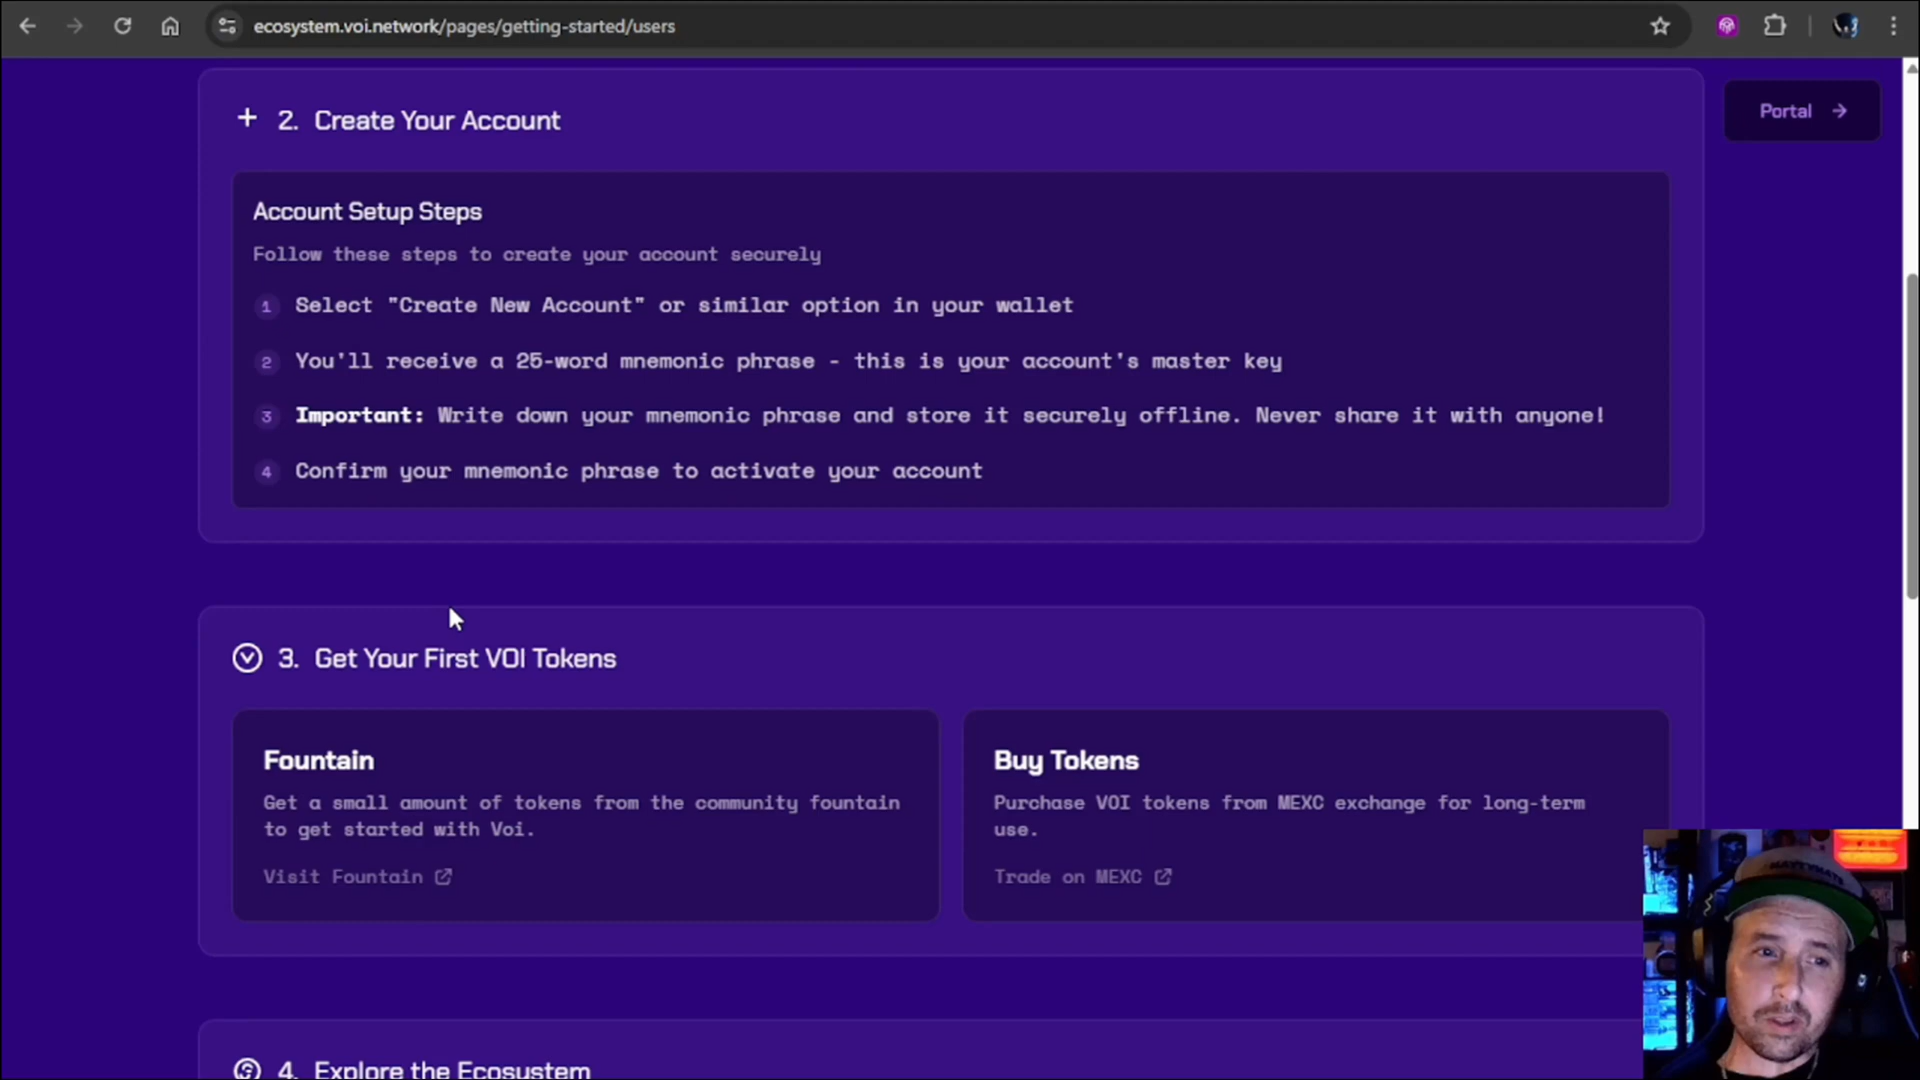 ecosystem.voi.network/pages/getting-started/users
Portal →
2. Create Your Account
Account Setup Steps
Follow these steps to create your account securely
1 Select "Create New Account" or similar option in your wallet
2 You'll receive a 25-word mnemonic phrase - this is your account's master key
3 Important: Write down your mnemonic phrase and store it securely offline. Never share it with anyone!
4 Confirm your mnemonic phrase to activate your account
3. Get Your First VOI Tokens
Fountain
Get a small amount of tokens from the community fountain
to get started with Voi.
Visit Fountain
Buy Tokens
Purchase VOI tokens from MEXC exchange for long-term
use.
Trade on MEXC
4. Explore the Ecosystem